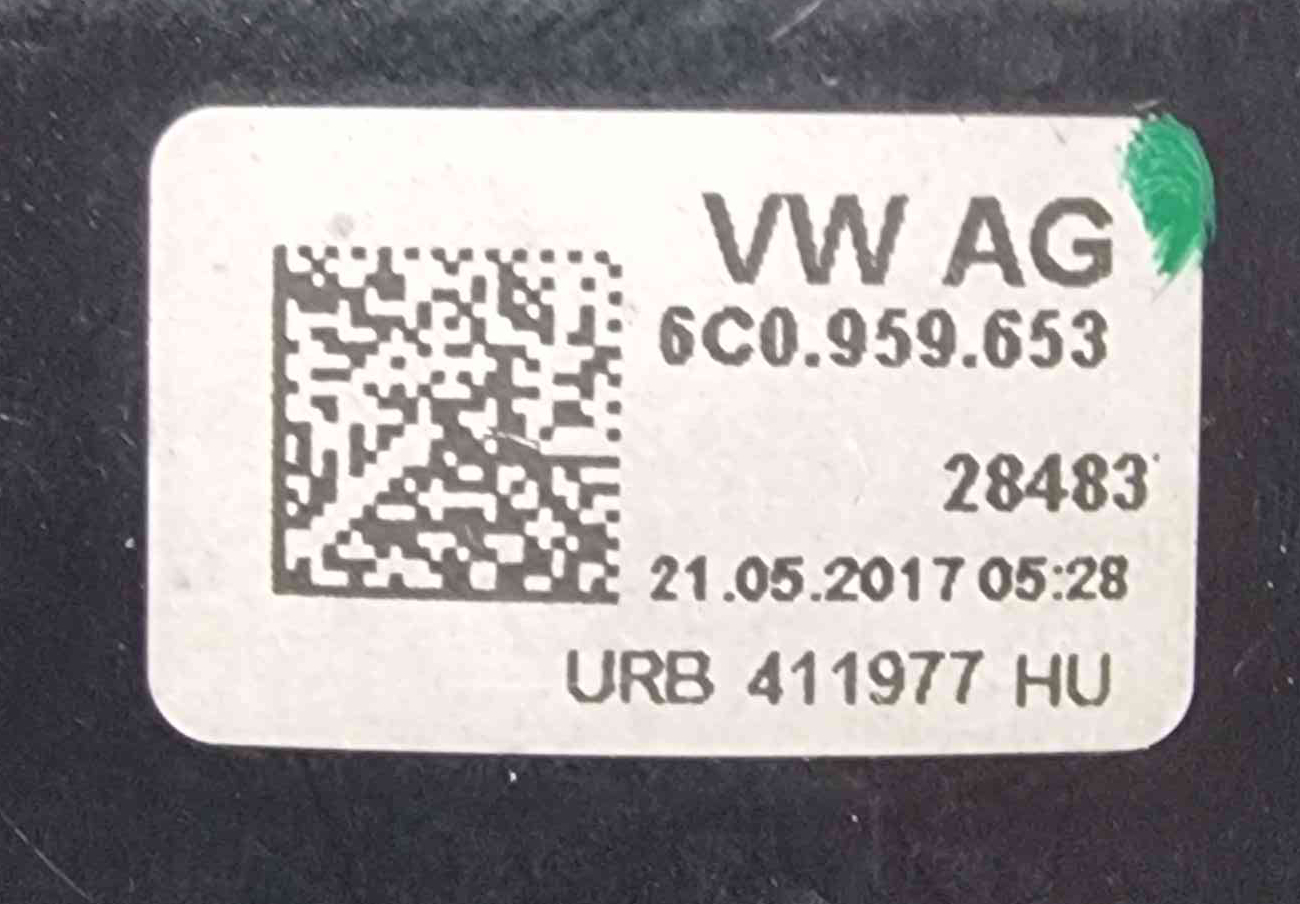 VW AG
6C0.959.653
28483
21.05.2017 05:28
URB 411977 HU